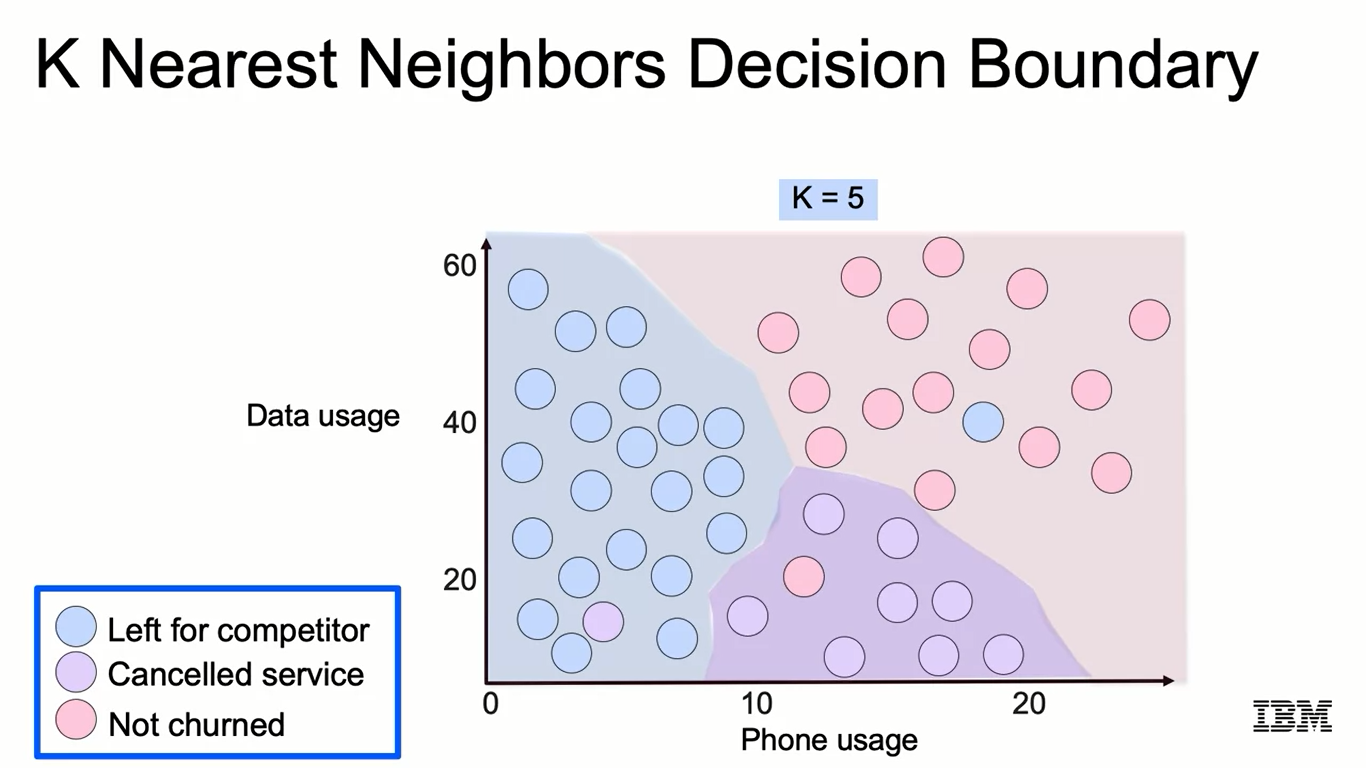 K Nearest Neighbors Decision Boundary
K = 5
60
Data usage
40
20
Left for competitor
Cancelled service
Not churned
0
10
20
Phone usage
IBM